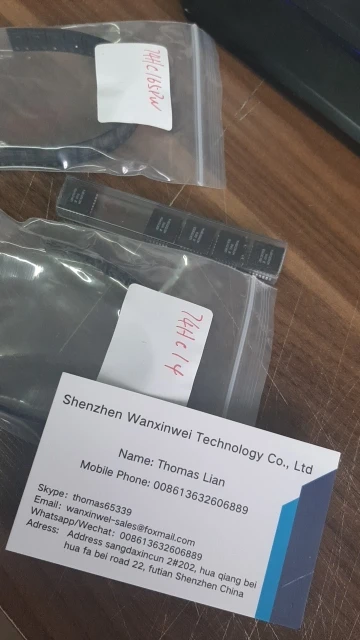 74HC165PW
74HC14
Shenzhen Wanxinwei Technology Co., Ltd
Name: Thomas Lian
Mobile Phone: 008613632606889
Skype: thomas65339
Email: wanxinwei-sales@foxmail.com
Whatsapp/Wechat: 008613632606889
Adress: Address sangdaxincun 2#202, hua qiang bei
hua fa bei road 22, futian Shenzhen China